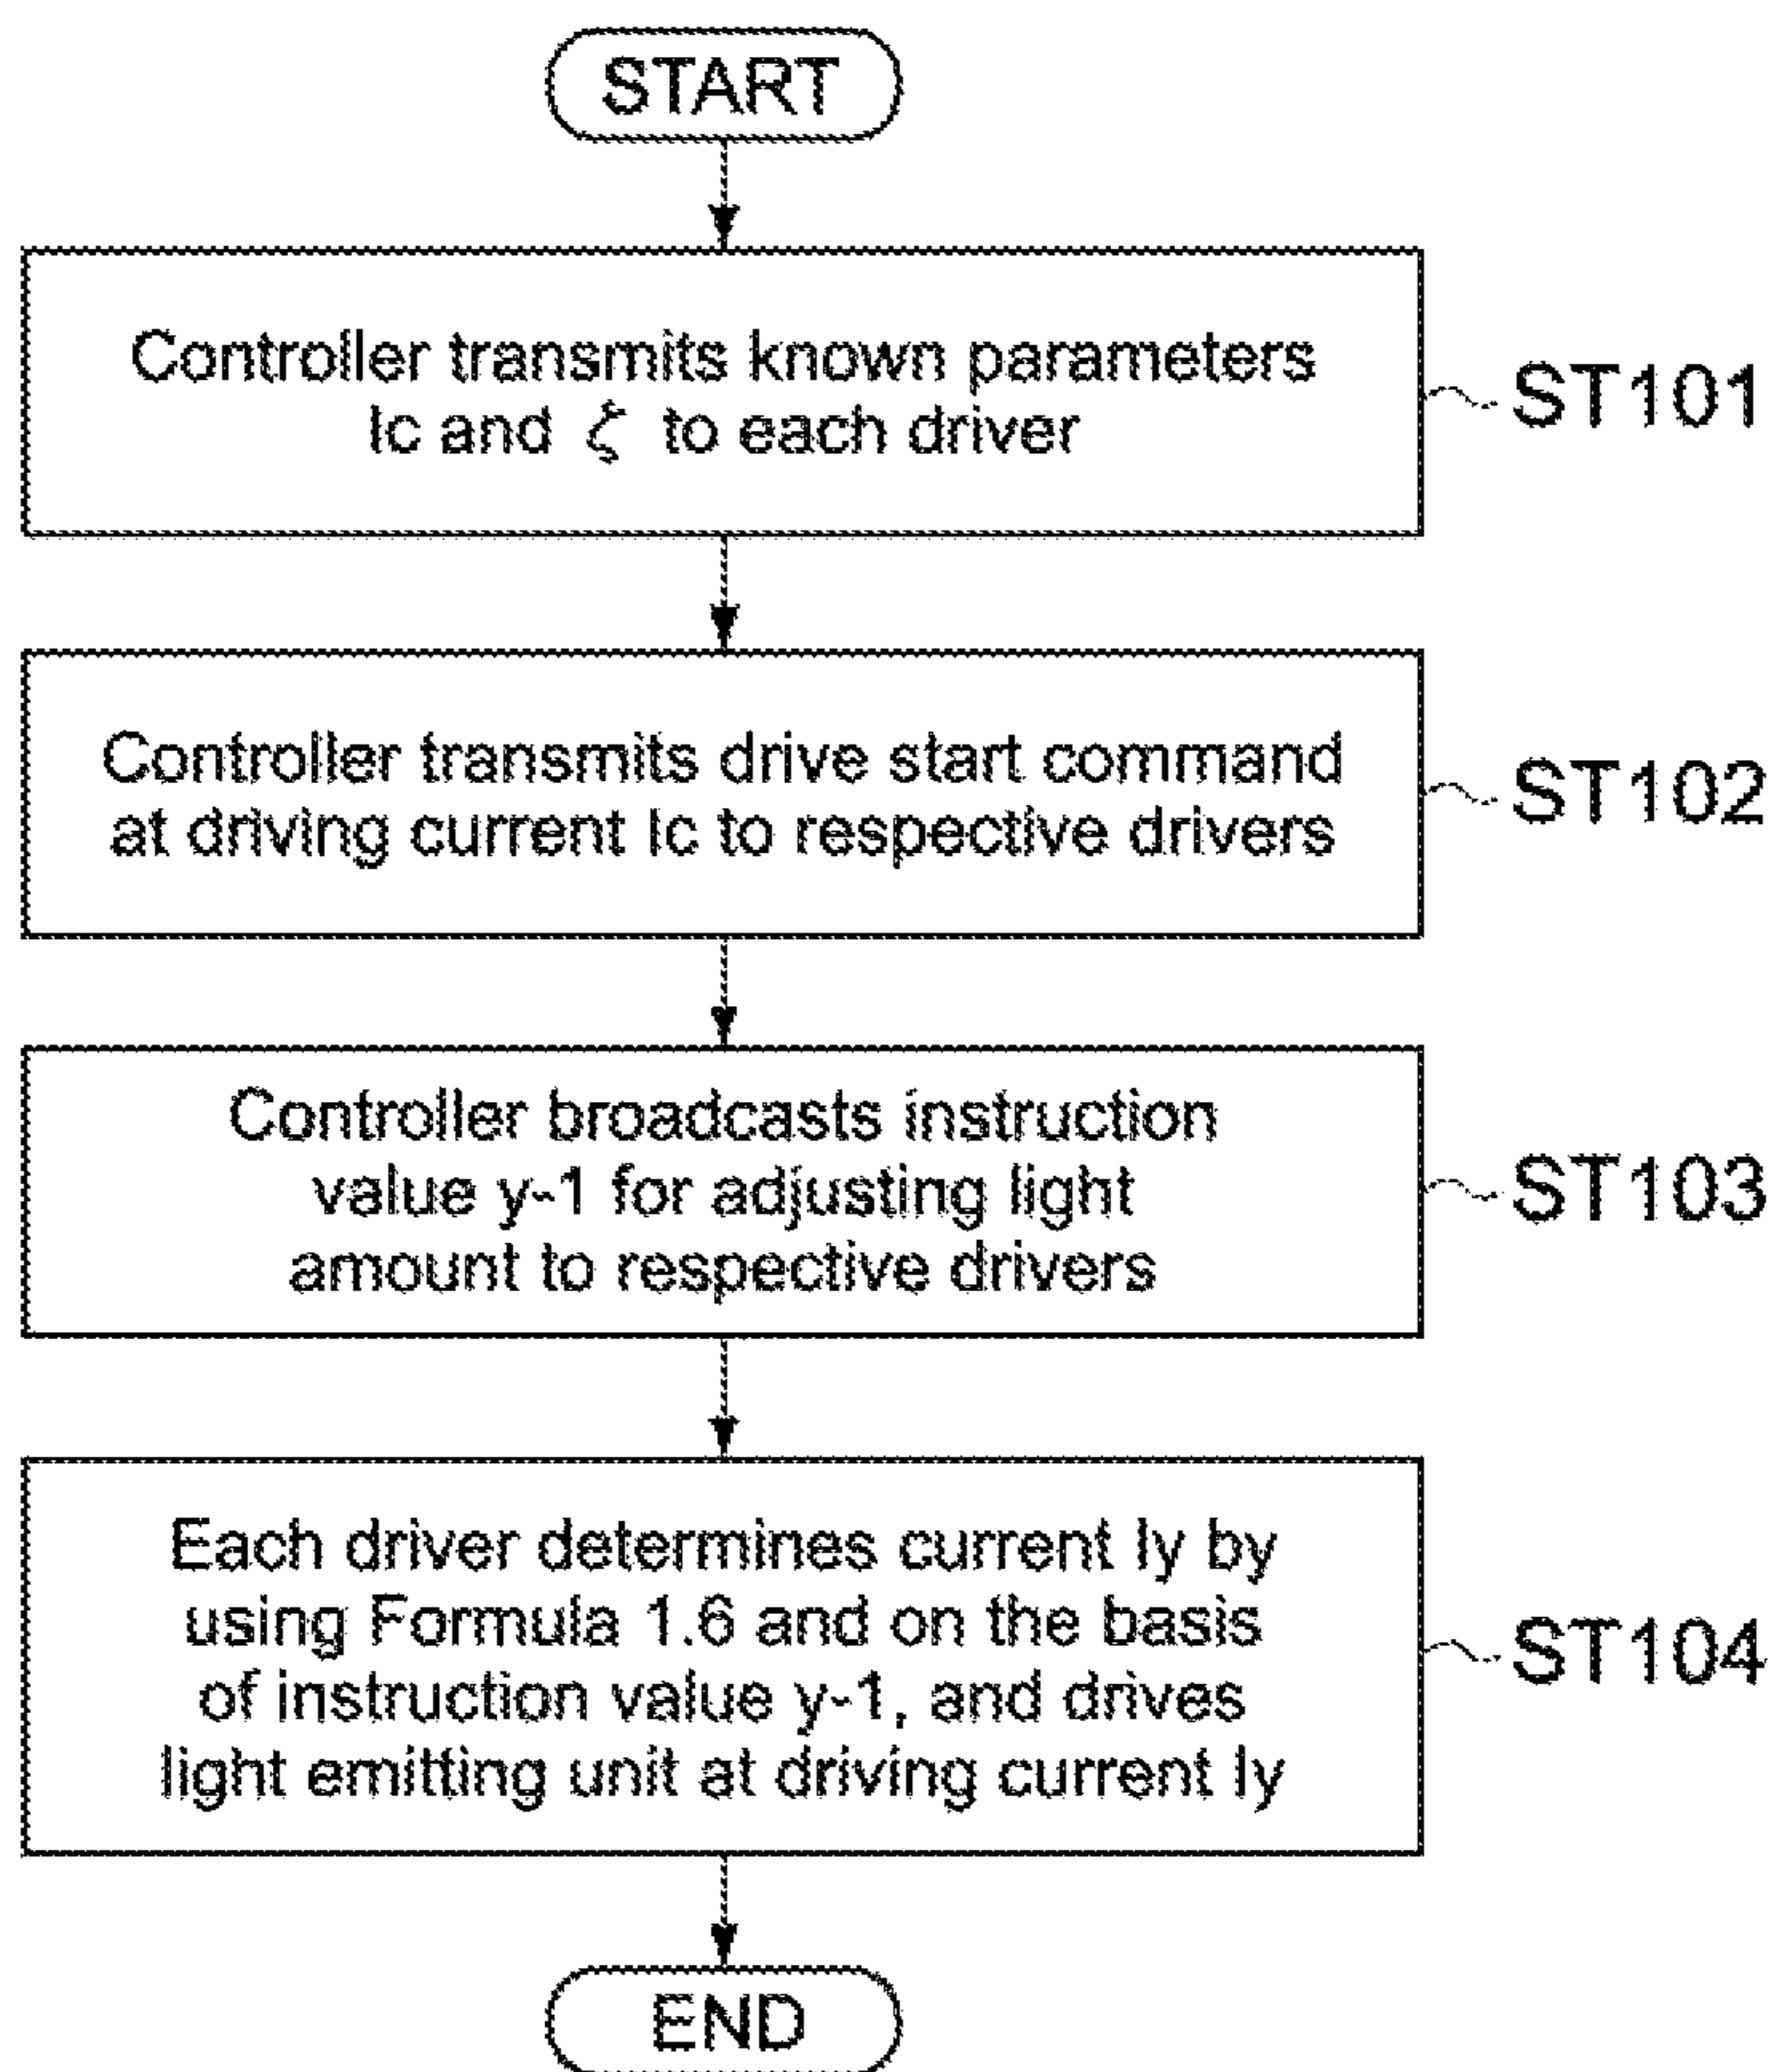 START
Controller transmits known parameters
Ic and ζ to each driver
ST101
Controller transmits drive start command
at driving current Ic to respective drivers
ST102
Controller broadcasts instruction
value y-1 for adjusting light
amount to respective drivers
ST103
Each driver determines current Iy by
using Formula 1.6 and on the basis
of instruction value y-1, and drives
light emitting unit at driving current Iy
ST104
END